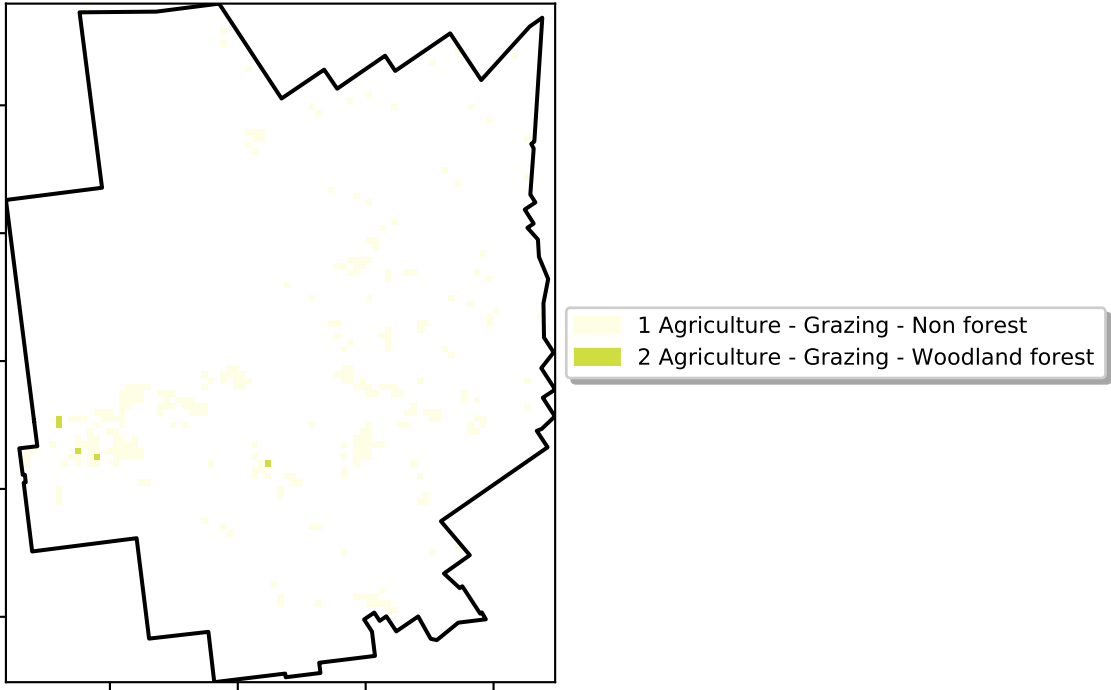 1 Agriculture - Grazing - Non forest
2 Agriculture - Grazing - Woodland forest